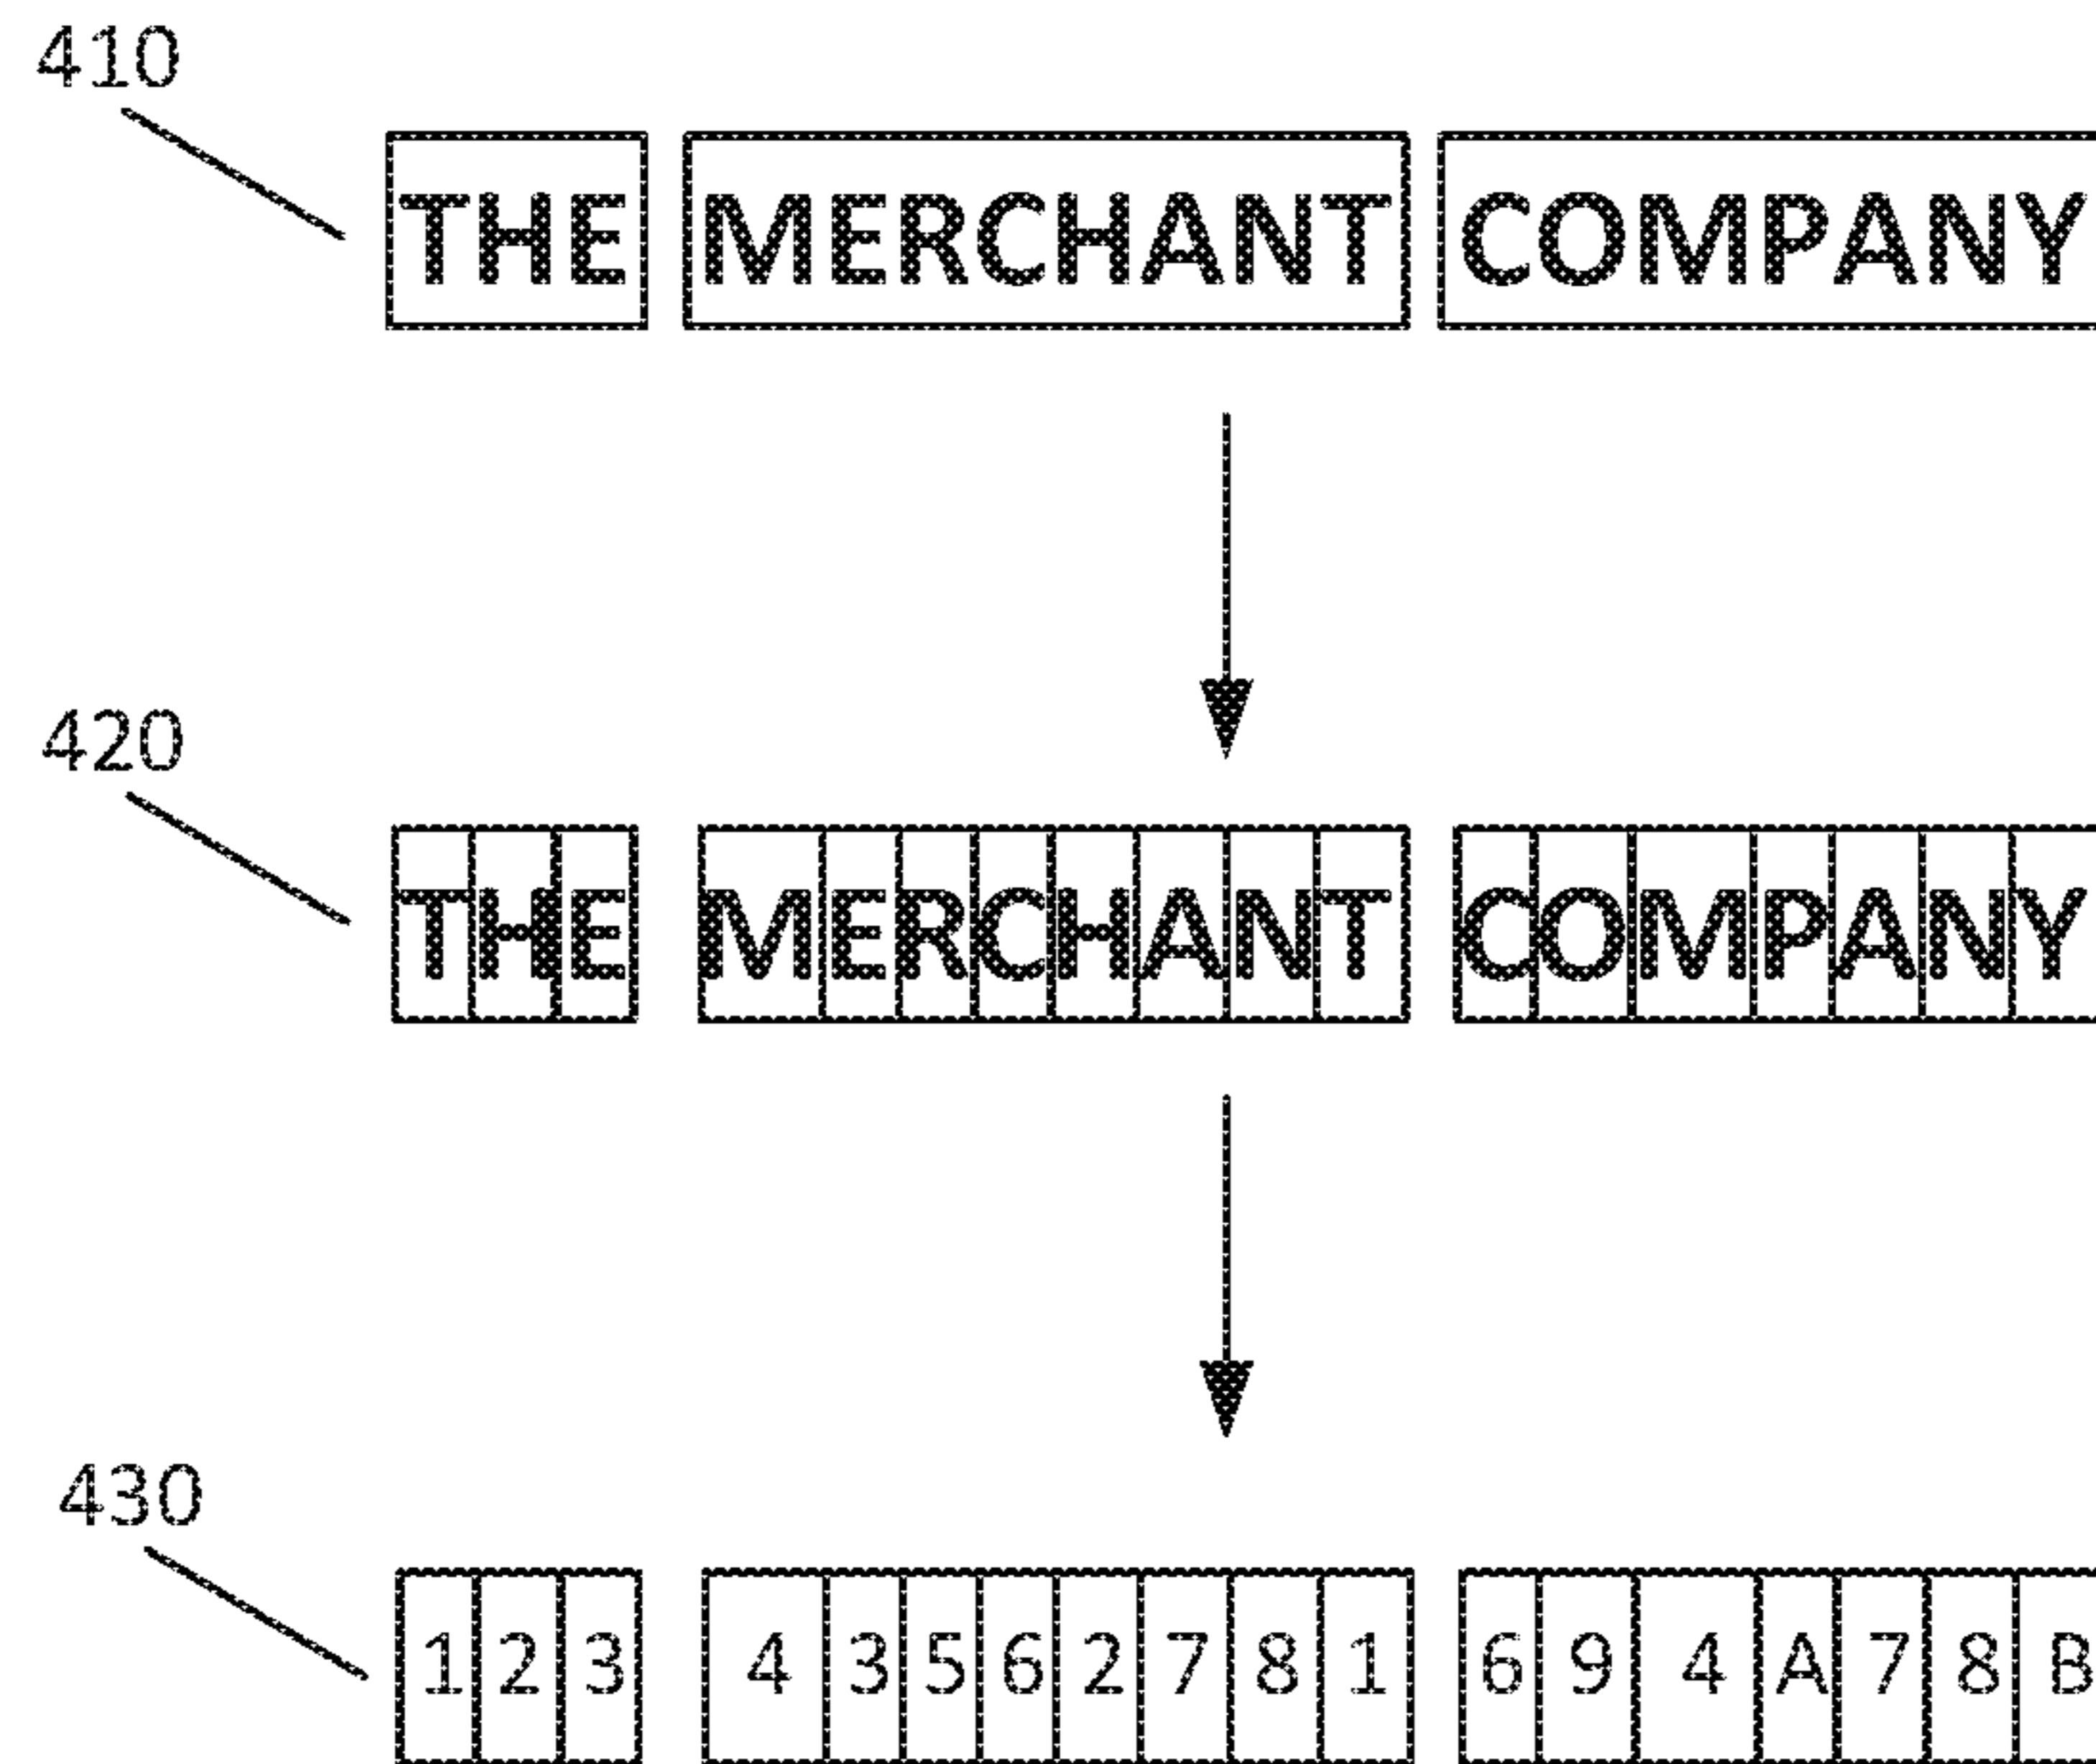 410
THE MERCHANT COMPANY
420
THE MERCHANT COMPANY
430
1 2 3 4 3 5 6 2 7 8 1 6 9 4 A 7 8 B